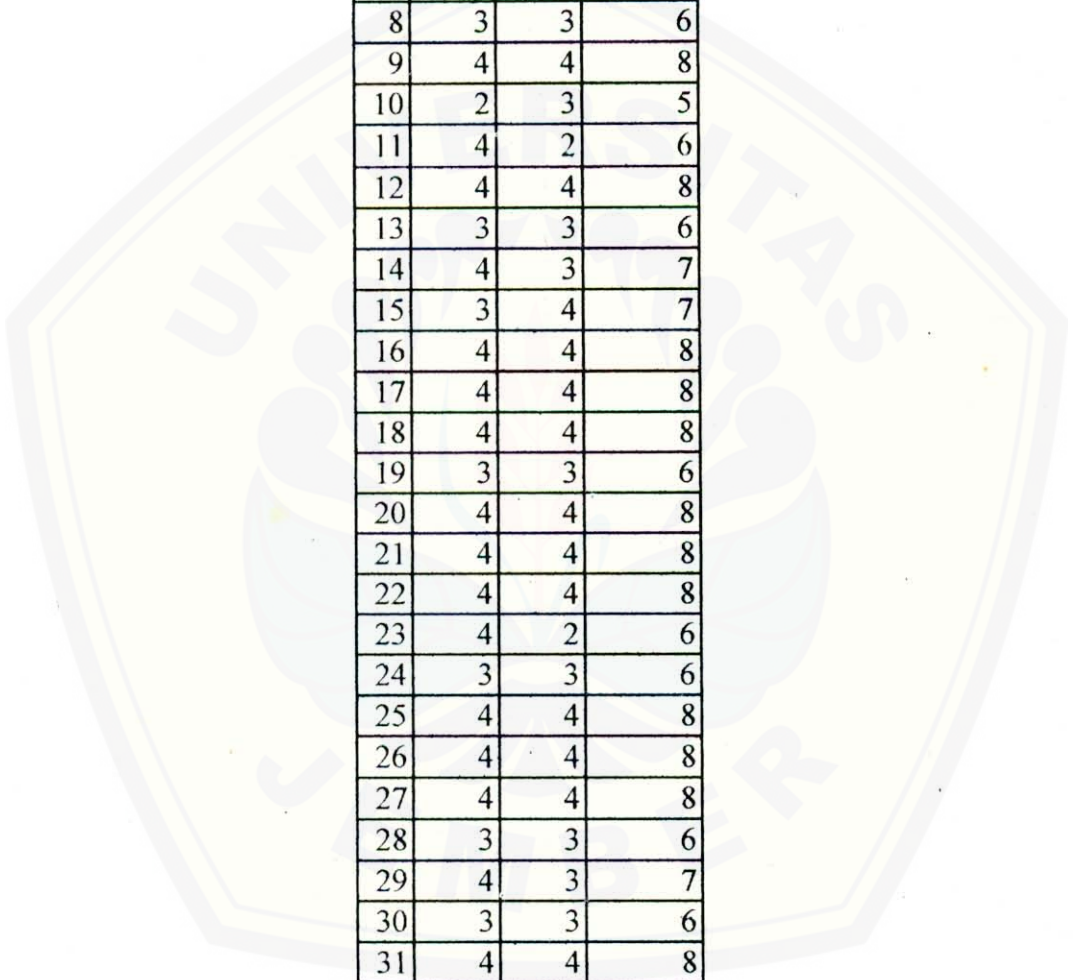 8 3 3 6
9 4 4 8
10 2 3 5
11 4 2 6
12 4 4 8
13 3 3 6
14 4 3 7
15 3 4 7
16 4 4 8
17 4 4 8
18 4 4 8
19 3 3 6
20 4 4 8
21 4 4 8
22 4 4 8
23 4 2 6
24 3 3 6
25 4 4 8
26 4 4 8
27 4 4 8
28 3 3 6
29 4 3 7
30 3 3 6
31 4 4 8
UNIVERSITAS
JEMBER